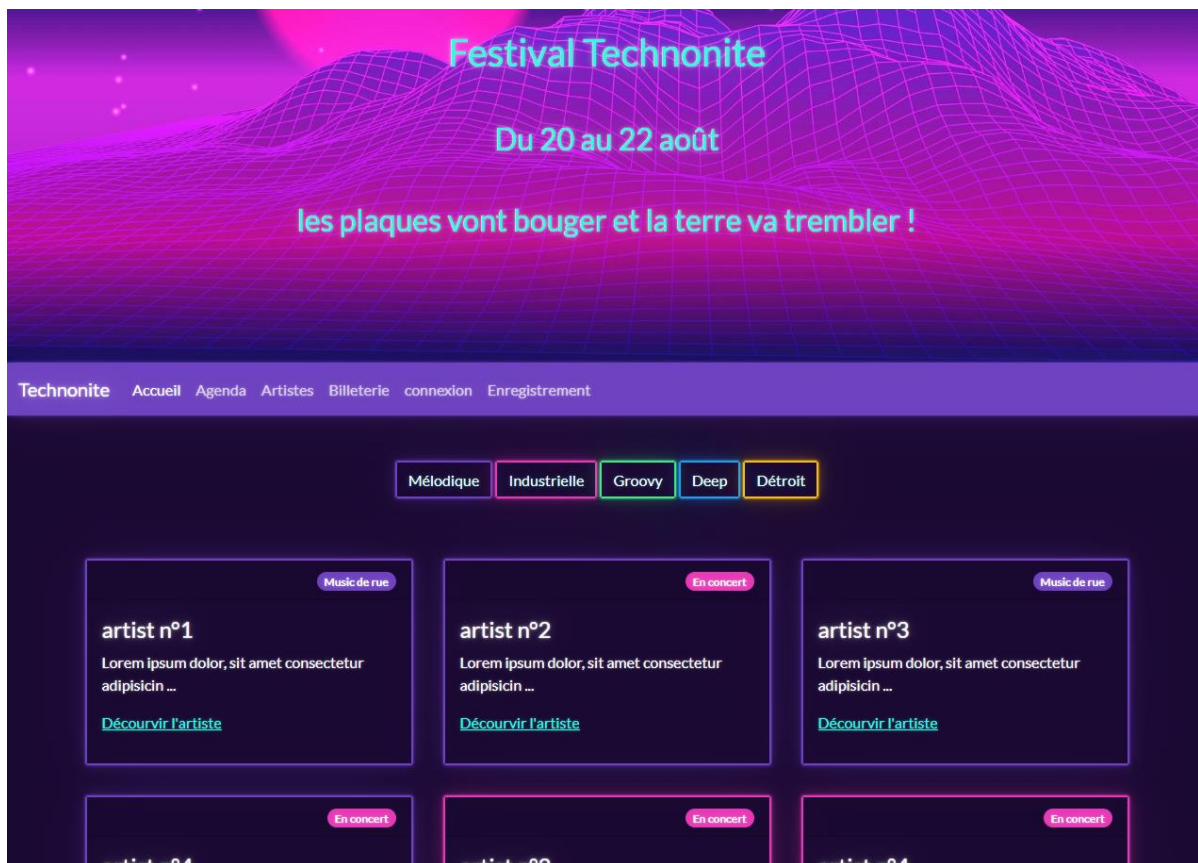 Festival Technonite
Du 20 au 22 août
les plaques vont bouger et la terre va trembler !
Technonite Accueil Agenda Artistes Billeterie connexion Enregistrement
Mélodique Industrielle Groovy Deep Détroit
Music de rue
artist n°1
Lorem ipsum dolor, sit amet consectetur
adipisicin ...
Décourvir l'artiste
En concert
artist n°2
Lorem ipsum dolor, sit amet consectetur
adipisicin ...
Décourvir l'artiste
Music de rue
artist n°3
Lorem ipsum dolor, sit amet consectetur
adipisicin ...
Décourvir l'artiste
En concert
En concert
En concert